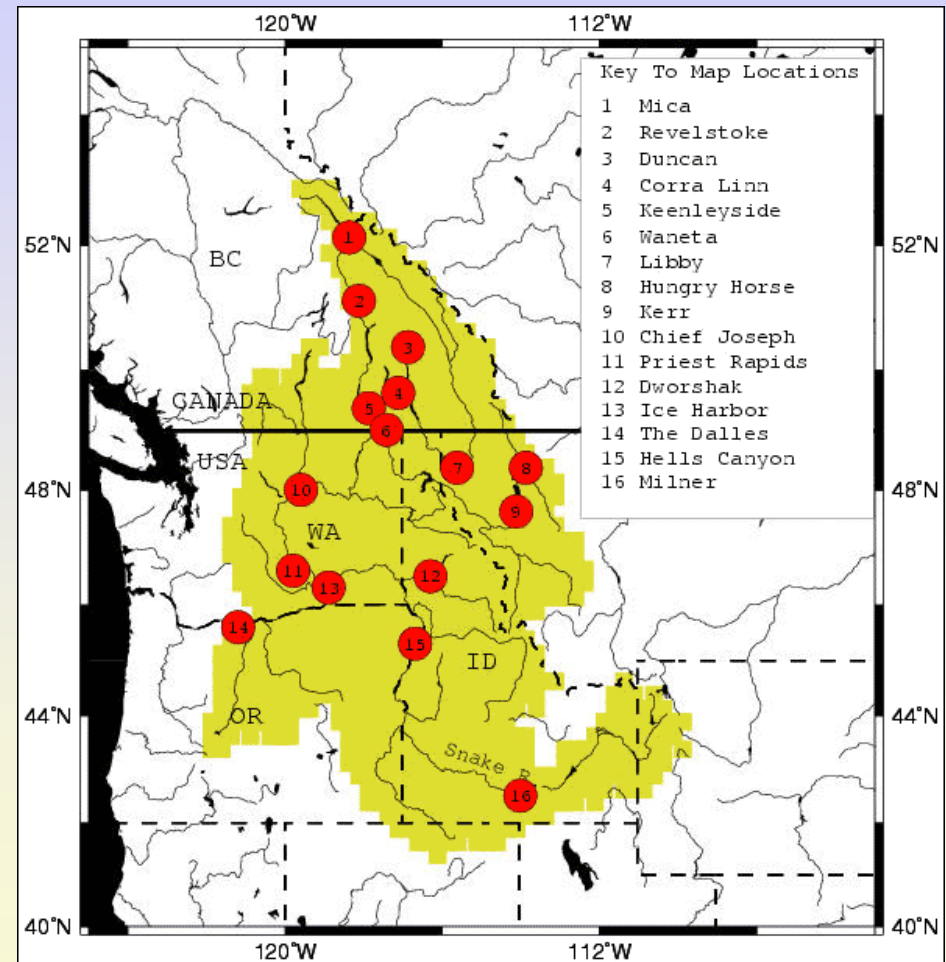 120°W 112°W
Key To Map Locations
1 Mica
2 Revelstoke
3 Duncan
4 Corra Linn
5 Keenleyside
6 Waneta
7 Libby
8 Hungry Horse
9 Kerr
10 Chief Joseph
11 Priest Rapids
12 Dworshak
13 Ice Harbor
14 The Dalles
15 Hells Canyon
16 Milner
1
52°N 52°N
BC
2
3
4
5
CANADA
6
USA
7 8
48°N 10 48°N
9
WA
11 12
13
14
15
ID
44°N OR 44°N
Snake R
16
40°N 40°N
120°W 112°W